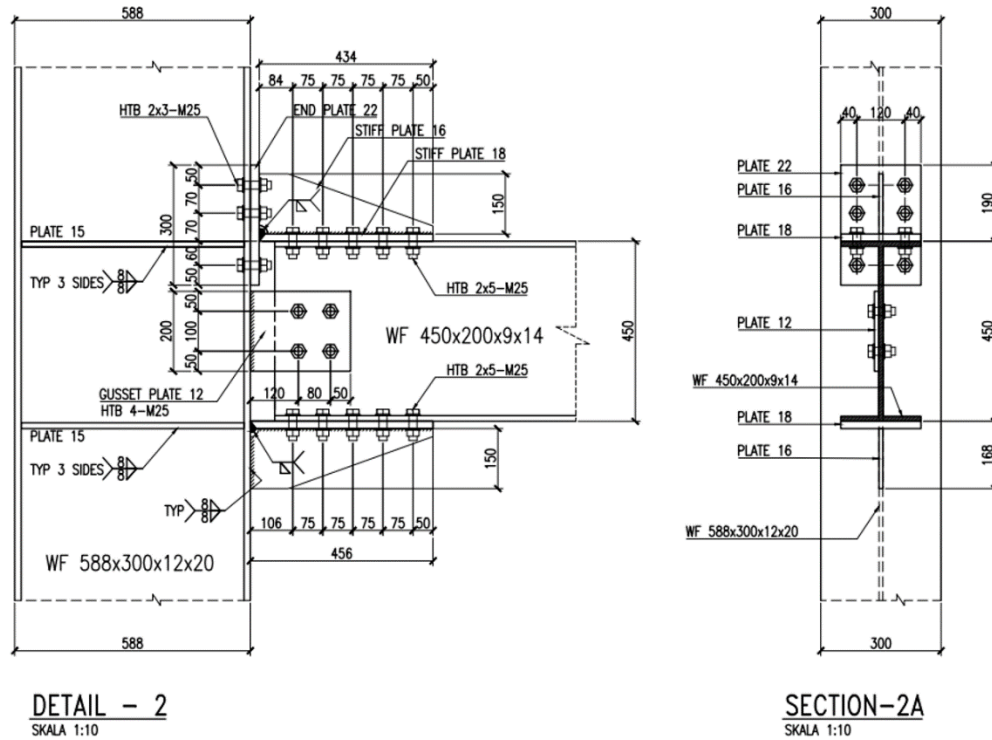 588
434
84
75
75
75
75
50
HTB 2x3-M25
END PLATE 22
STIFF PLATE 16
STIFF PLATE 18
300
50
70
70
60
50
150
PLATE 15
TYP 3 SIDES
8
8
HTB 2x5-M25
200
50
100
50
WF 450x200x9x14
450
GUSSET PLATE 12
HTB 4-M25
120
80
50
HTB 2x5-M25
PLATE 15
TYP 3 SIDES
8
8
150
TYP
8
8
106
75
75
75
75
50
456
WF 588x300x12x20
588
DETAIL - 2
SKALA 1:10
300
40
120
40
PLATE 22
PLATE 16
190
PLATE 18
PLATE 12
450
WF 450x200x9x14
PLATE 18
PLATE 16
168
WF 588x300x12x20
300
SECTION-2A
SKALA 1:10